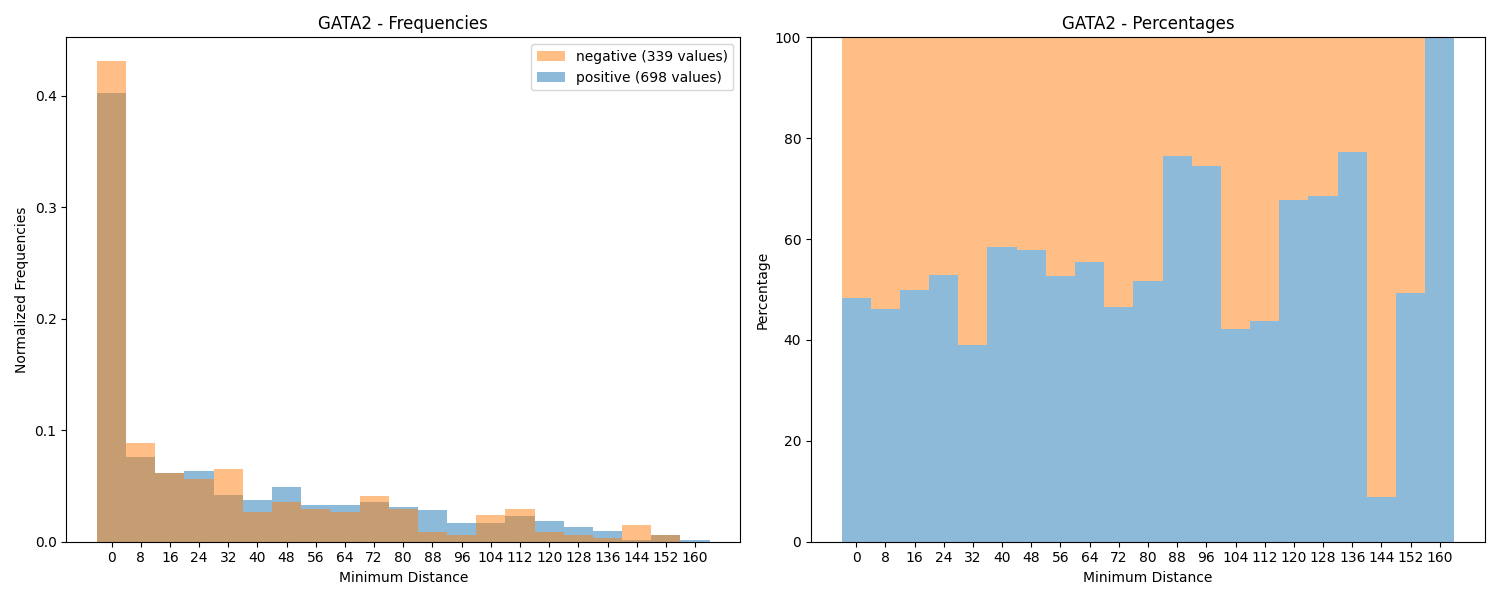 GATA2 - Frequencies
negative (339 values)
positive (698 values)
Normalized Frequencies
0.4
0.3
0.2
0.1
0.0
0 8 16 24 32 40 48 56 64 72 80 88 96 104 112 120 128 136 144 152 160
Minimum Distance
GATA2 - Percentages
Percentage
100
80
60
40
20
0
0 8 16 24 32 40 48 56 64 72 80 88 96 104 112 120 128 136 144 152 160
Minimum Distance